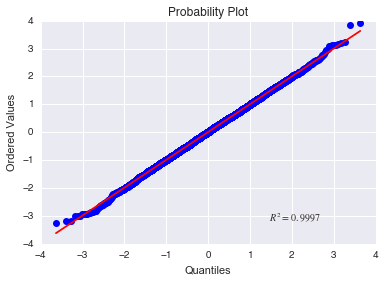 Probability Plot
Ordered Values
4
3
2
1
0
−1
−2
−3
−4
R² = 0.9997
−4 −3 −2 −1 0 1 2 3 4
Quantiles